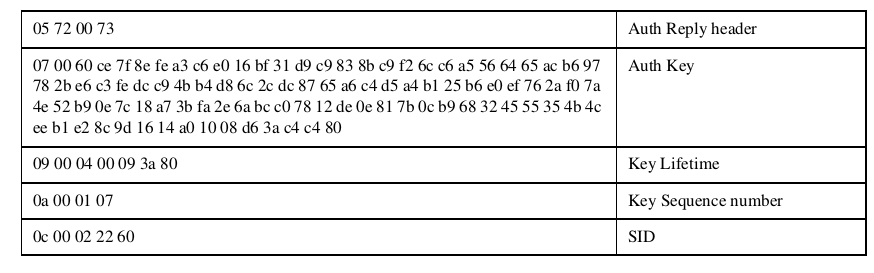 05 72 00 73 Auth Reply header
07 00 60 ce 7f 8e fe a3 c6 e0 16 bf 31 d9 c9 83 8b c9 f2 6c c6 a5 56 64 65 ac b6 97 Auth Key
78 2b e6 c3 fe dc c9 4b b4 d8 6c 2c dc 87 65 a6 c4 d5 a4 b1 25 b6 e0 ef 76 2a f0 7a
4e 52 b9 0e 7c 18 a7 3b fa 2e 6a bc c0 78 12 de 0e 81 7b 0c b9 68 32 45 55 35 4b 4c
ee b1 e2 8c 9d 16 14 a0 10 08 d6 3a c4 c4 80
09 00 04 00 09 3a 80 Key Lifetime
0a 00 01 07 Key Sequence number
0c 00 02 22 60 SID